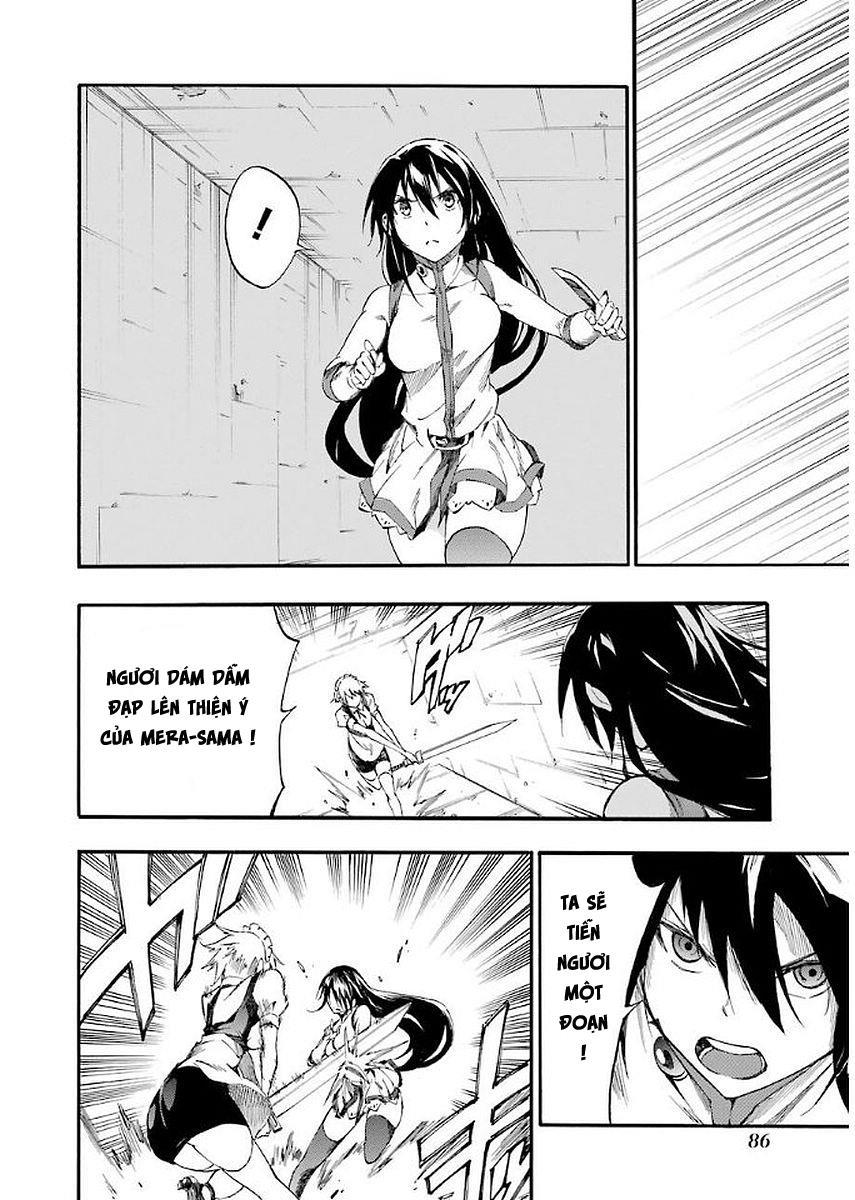 !
NGƯƠI DÁM DẪM
ĐẠP LÊN THIỆN Ý
CỦA MERA-SAMA !
TA SẼ
TIỄN
NGƯƠI
MỘT
ĐOẠN
!
86